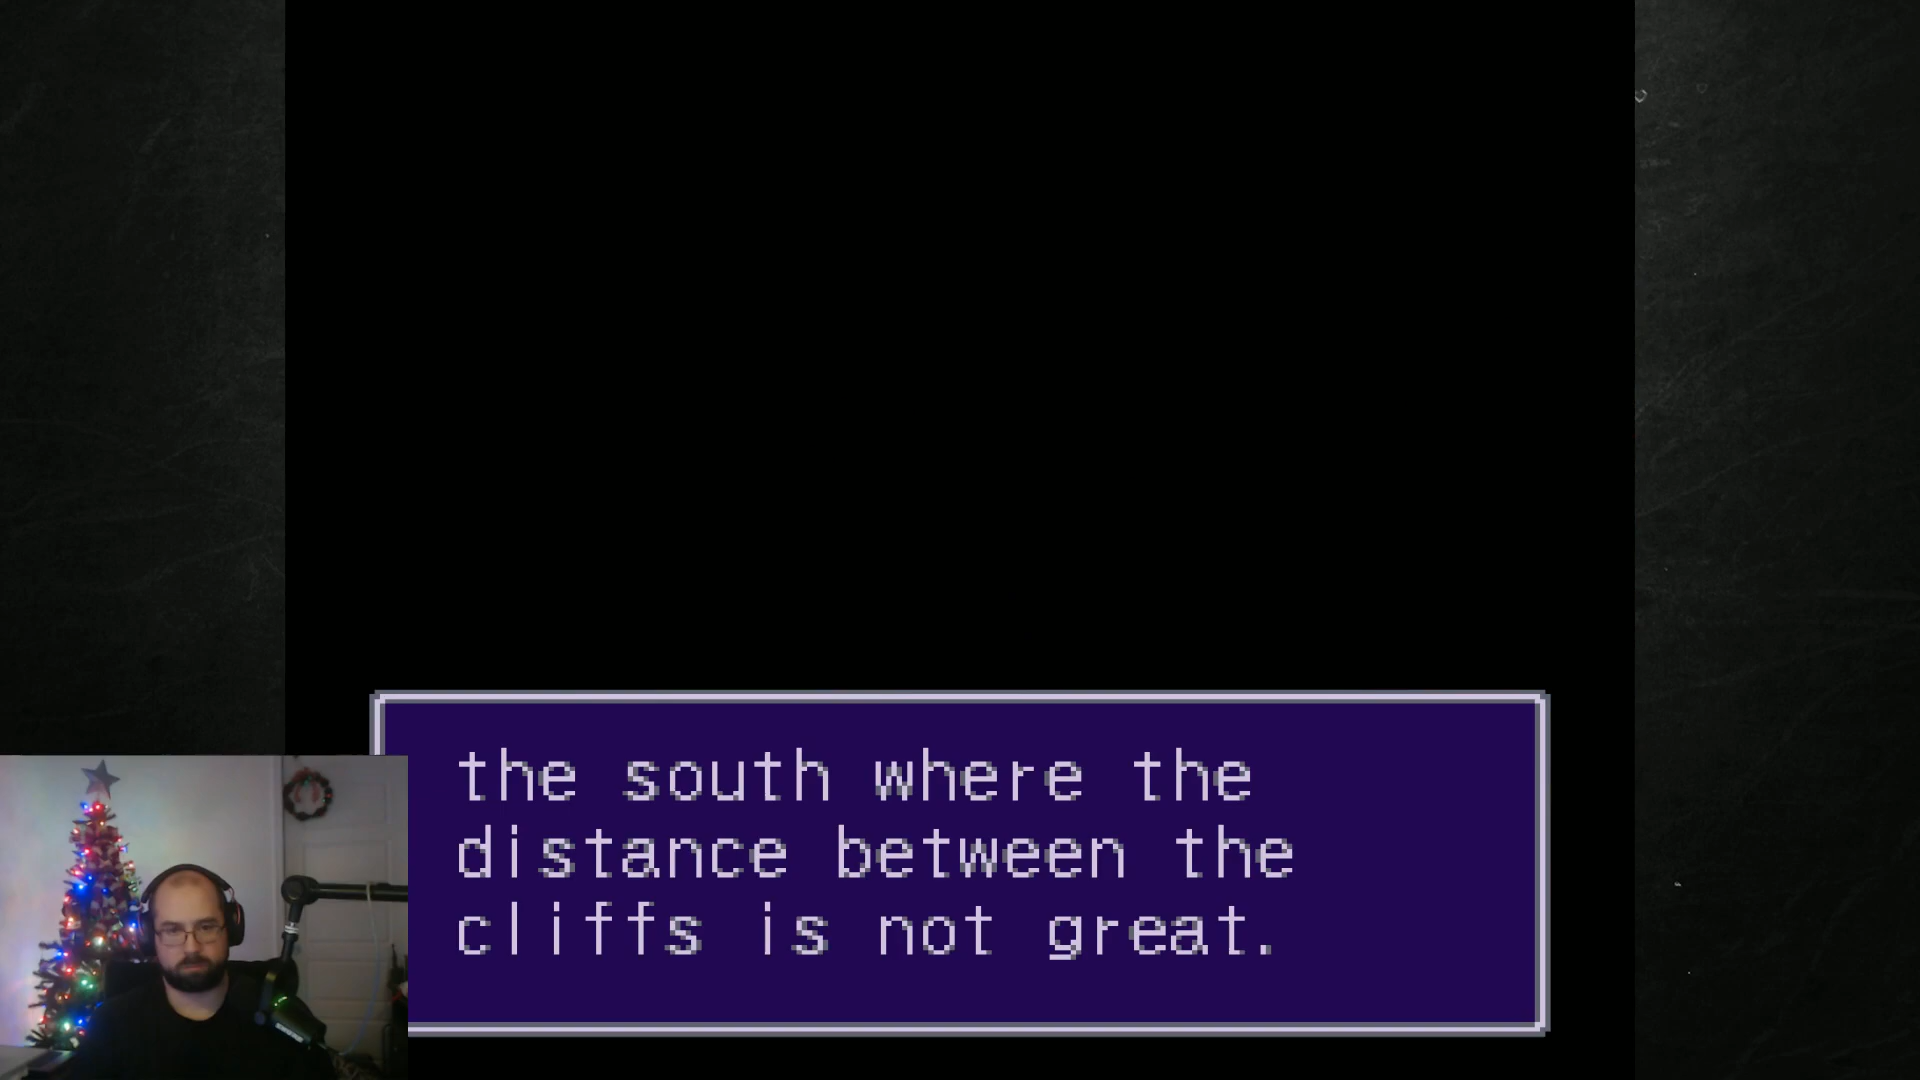 the south where the
distance between the
cliffs is not great.